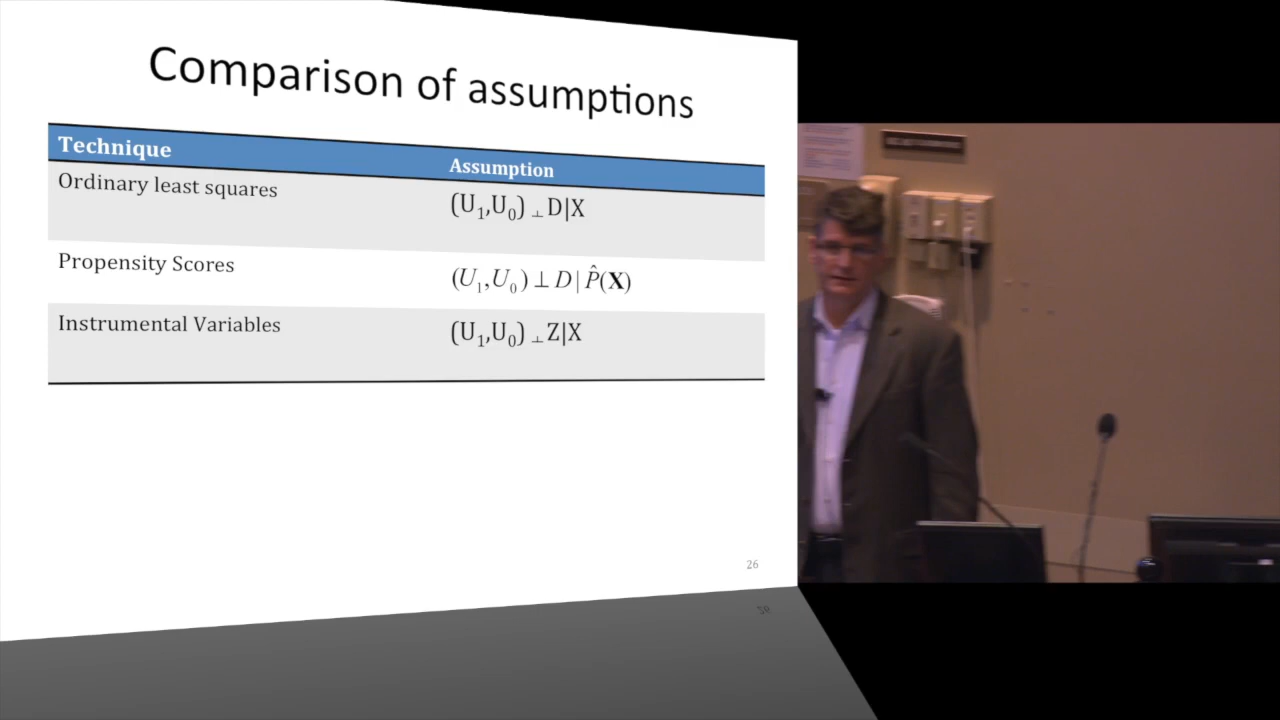 Comparison of assumptions
Technique Assumption
Ordinary least squares (U₁,U₀) ⊥ D|X
Propensity Scores (U₁,U₀) ⊥ D | P̂(𝐗)
Instrumental Variables (U₁,U₀) ⊥ Z|X
26